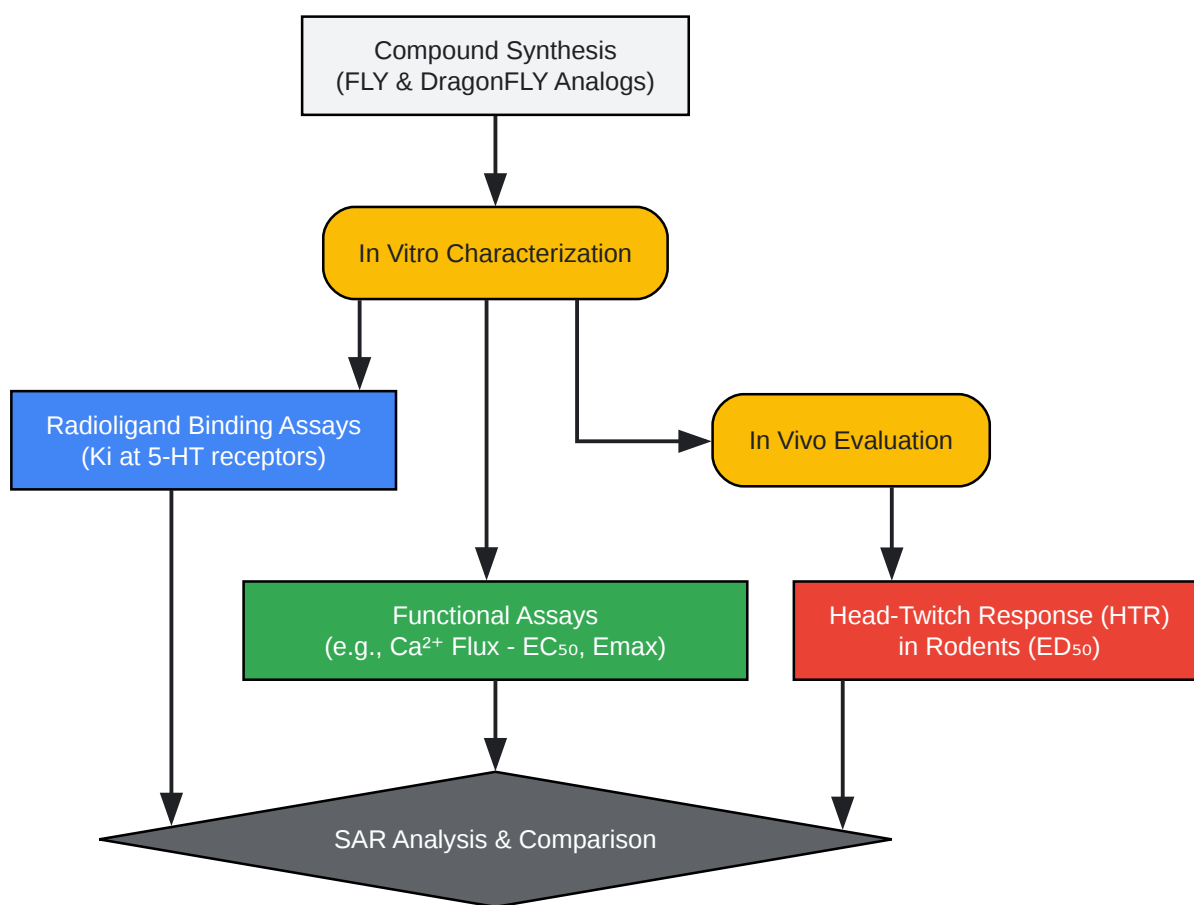 Compound Synthesis
(FLY & DragonFLY Analogs)
In Vitro Characterization
Radioligand Binding Assays
(Ki at 5-HT receptors)
In Vivo Evaluation
Functional Assays
(e.g., Ca²⁺ Flux - EC₅₀, Emax)
Head-Twitch Response (HTR)
in Rodents (ED₅₀)
SAR Analysis & Comparison